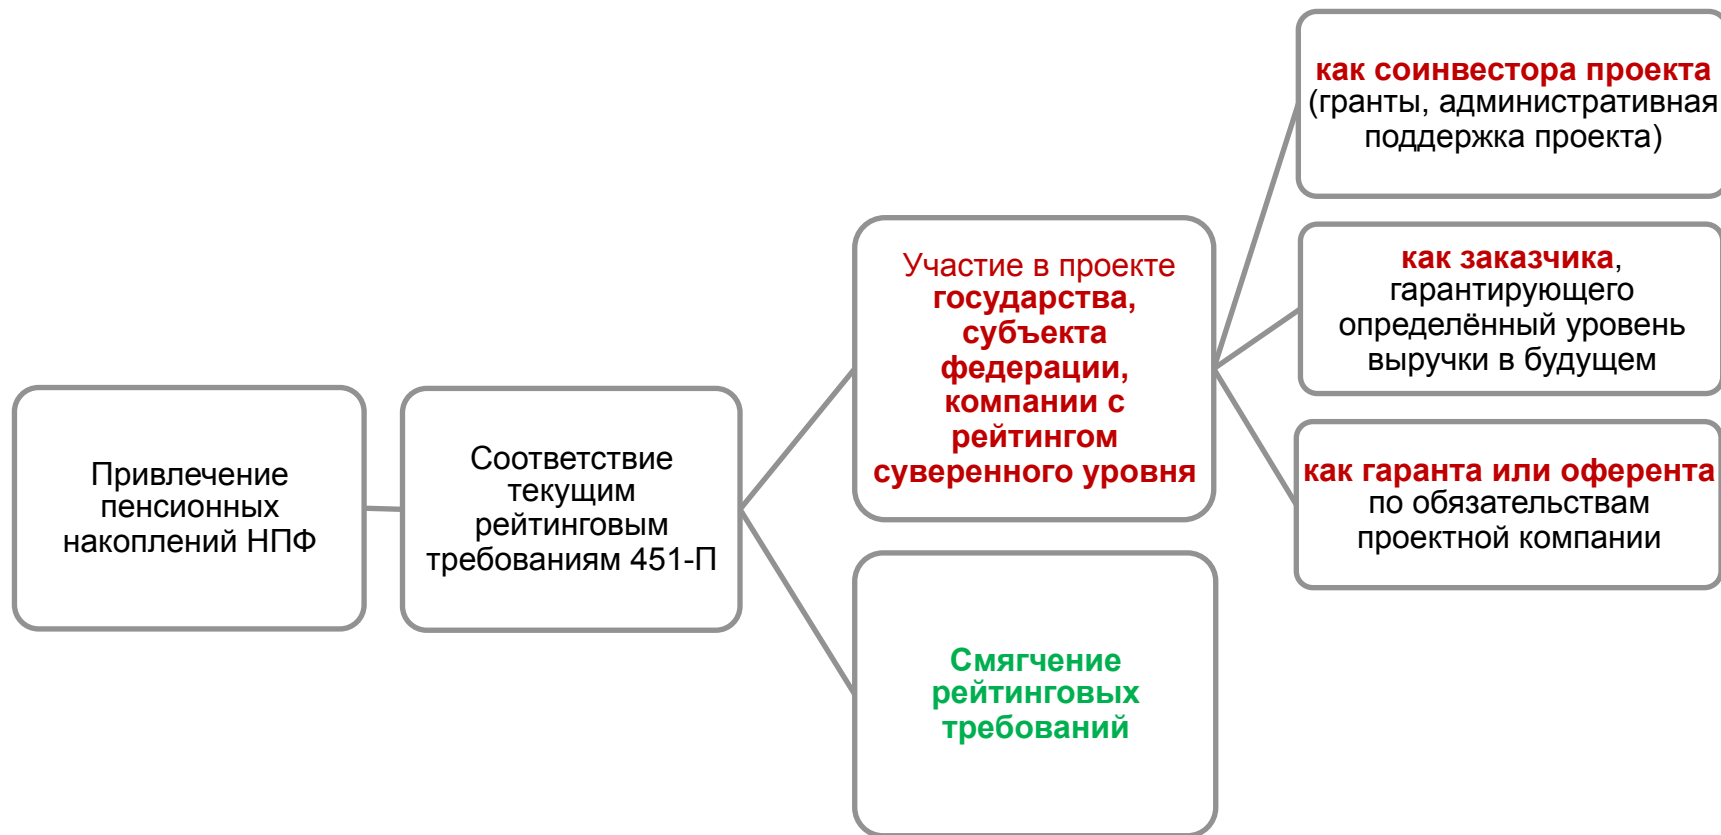 Привлечение
пенсионных
накоплений НПФ
Соответствие
текущим
рейтинговым
требованиям 451-П
Участие в проекте
государства,
субъекта
федерации,
компании с
рейтингом
суверенного уровня
Смягчение
рейтинговых
требований
как соинвестора проекта
(гранты, административная
поддержка проекта)
как заказчика,
гарантирующего
определённый уровень
выручки в будущем
как гаранта или оферента
по обязательствам
проектной компании